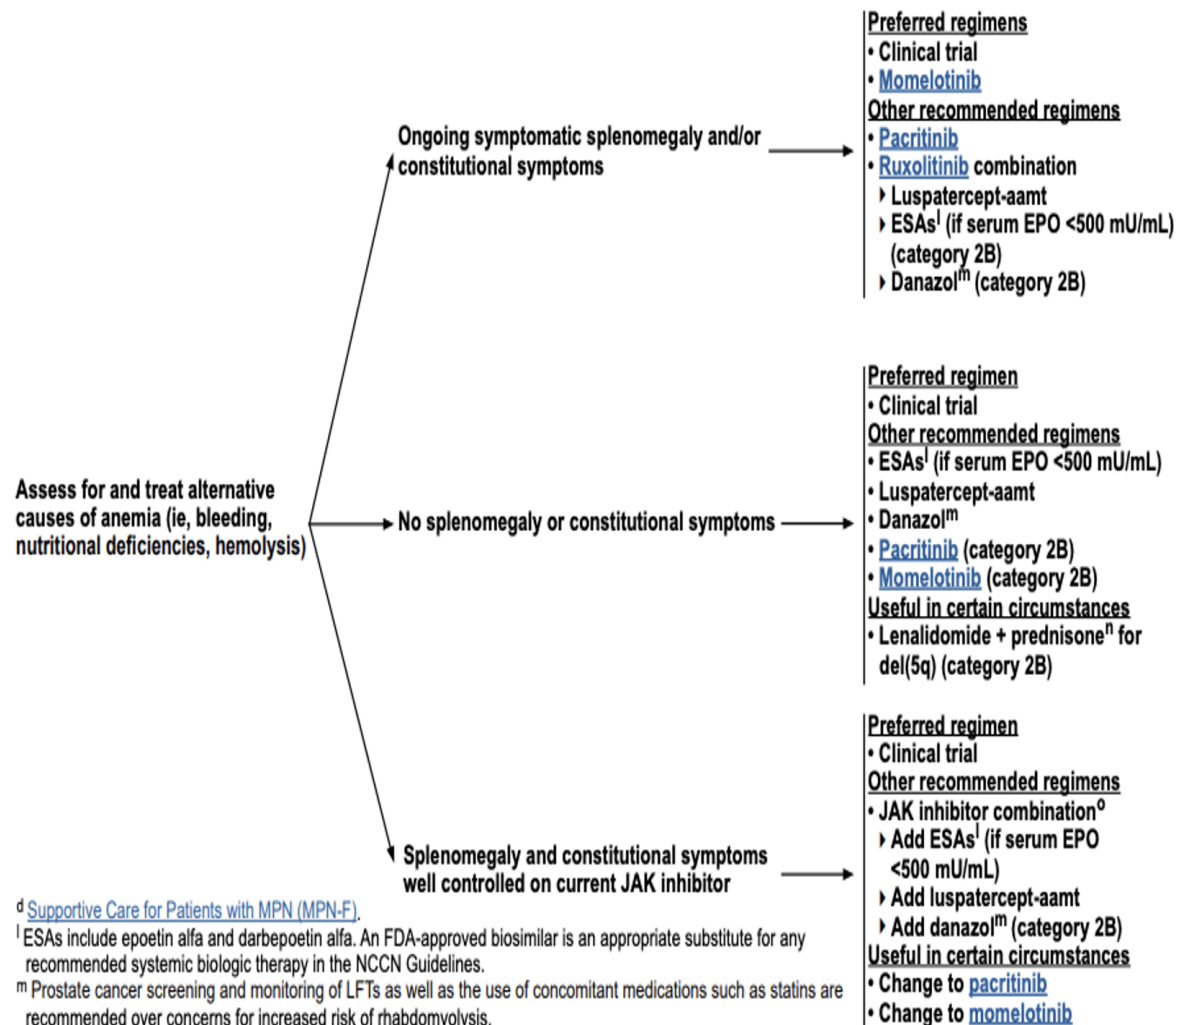 Assess for and treat alternative
causes of anemia (ie, bleeding,
nutritional deficiencies, hemolysis)
Ongoing symptomatic splenomegaly and/or
constitutional symptoms
Preferred regimens
• Clinical trial
• Momelotinib
Other recommended regimens
• Pacritinib
• Ruxolitinib combination
‣ Luspatercept-aamt
‣ ESAsl (if serum EPO <500 mU/mL)
(category 2B)
‣ Danazolm (category 2B)
No splenomegaly or constitutional symptoms
Preferred regimen
• Clinical trial
Other recommended regimens
• ESAsl (if serum EPO <500 mU/mL)
• Luspatercept-aamt
• Danazolm
• Pacritinib (category 2B)
• Momelotinib (category 2B)
Useful in certain circumstances
• Lenalidomide + prednisonen for
del(5q) (category 2B)
Splenomegaly and constitutional symptoms
well controlled on current JAK inhibitor
Preferred regimen
• Clinical trial
Other recommended regimens
• JAK inhibitor combinationo
‣ Add ESAsl (if serum EPO
<500 mU/mL)
‣ Add luspatercept-aamt
‣ Add danazolm (category 2B)
Useful in certain circumstances
• Change to pacritinib
• Change to momelotinib
d Supportive Care for Patients with MPN (MPN-F).
l ESAs include epoetin alfa and darbepoetin alfa. An FDA-approved biosimilar is an appropriate substitute for any
recommended systemic biologic therapy in the NCCN Guidelines.
m Prostate cancer screening and monitoring of LFTs as well as the use of concomitant medications such as statins are
recommended over concerns for increased risk of rhabdomyolysis.